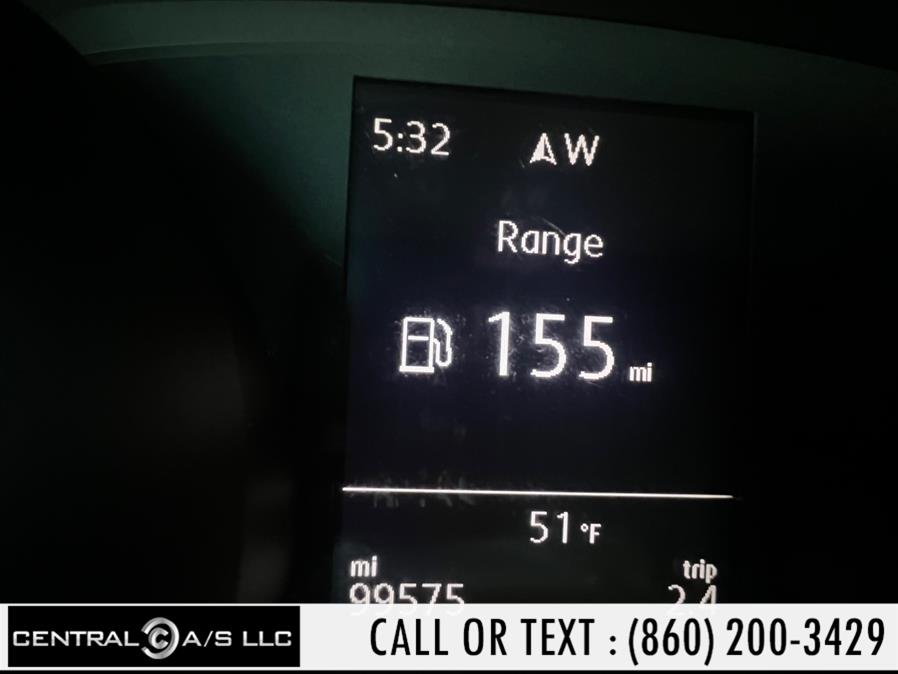 5:32 W
Range
155 mi
51 °F
mi trip
99575 2.4
CENTRAL C A/S LLC
CALL OR TEXT : (860) 200-3429